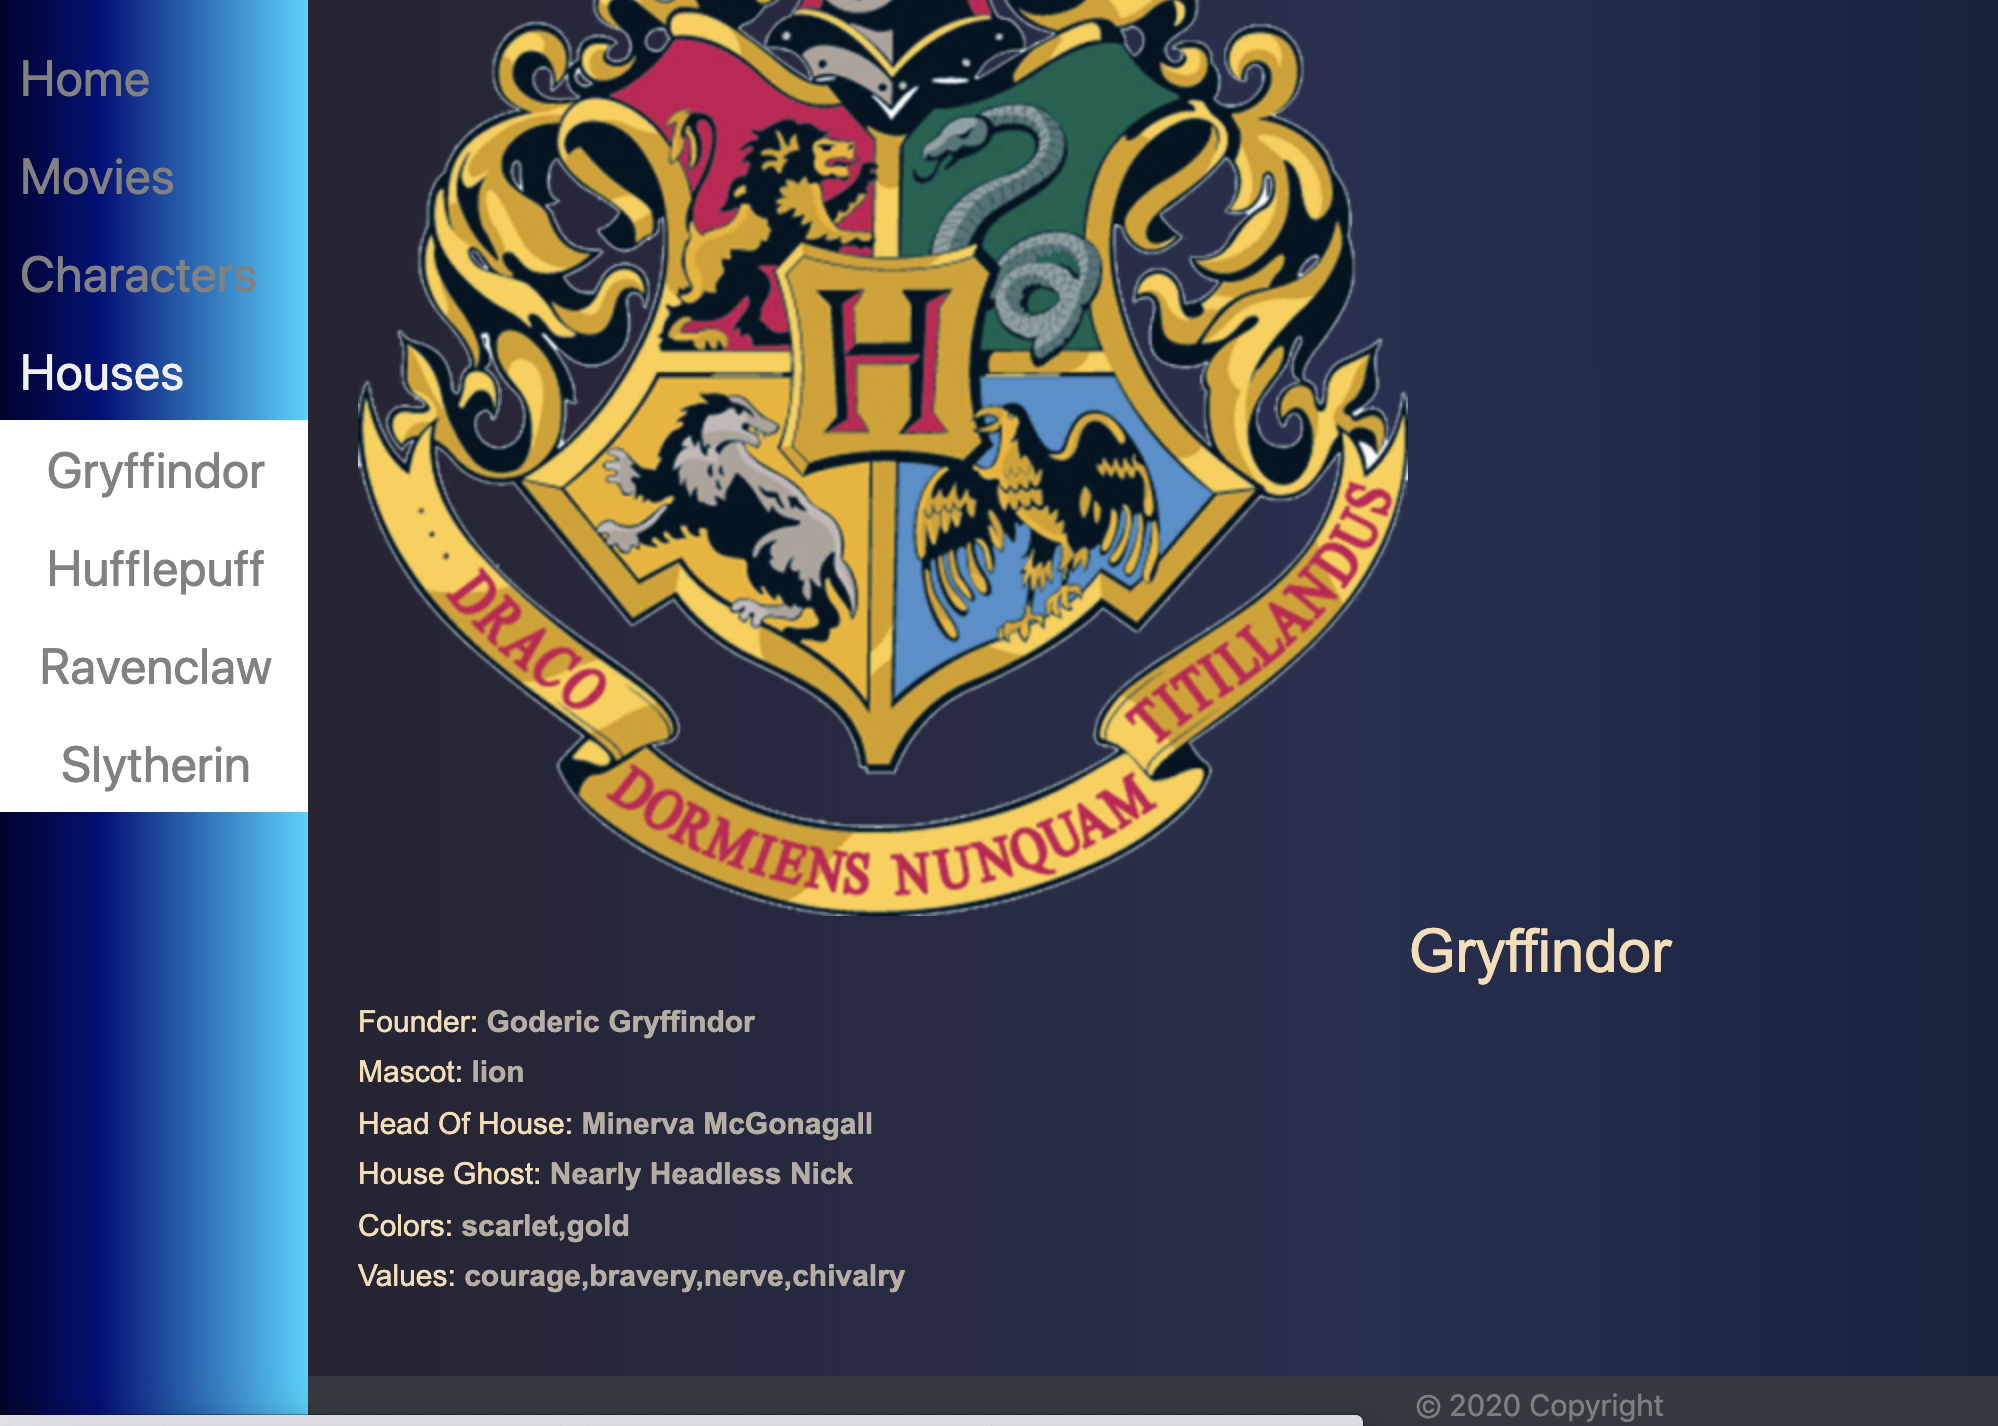 Home
Movies
Characters
Houses
Gryffindor
Hufflepuff
Ravenclaw
Slytherin
H
DRACO
DORMIENS NUNQUAM
TITILLANDUS
Gryffindor
Founder: Goderic Gryffindor
Mascot: lion
Head Of House: Minerva McGonagall
House Ghost: Nearly Headless Nick
Colors: scarlet,gold
Values: courage,bravery,nerve,chivalry
© 2020 Copyright